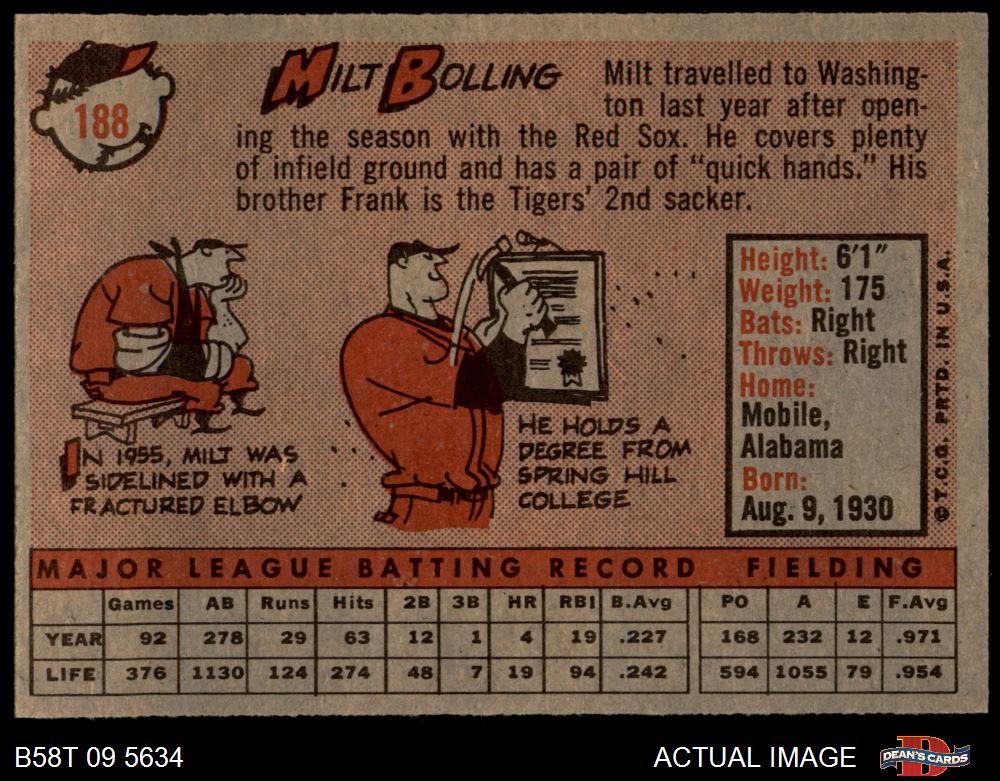 188
MILT BOLLING
Milt travelled to Washing-
ton last year after open-
ing the season with the Red Sox. He covers plenty
of infield ground and has a pair of "quick hands." His
brother Frank is the Tigers' 2nd sacker.
IN 1955, MILT WAS
SIDELINED WITH A
FRACTURED ELBOW
HE HOLDS A
DEGREE FROM
SPRING HILL
COLLEGE
Height: 6'1"
Weight: 175
Bats: Right
Throws: Right
Home:
Mobile,
Alabama
Born:
Aug. 9, 1930
© T.C.G. PRTD. IN U.S.A.
MAJOR LEAGUE BATTING RECORD FIELDING
Games AB Runs Hits 2B 3B HR RBI B.Avg PO A E F.Avg
YEAR 92 278 29 63 12 1 4 19 .227 168 232 12 .971
LIFE 376 1130 124 274 48 7 19 94 .242 594 1055 79 .954
B58T 09 5634
ACTUAL IMAGE
DEAN'S CARDS